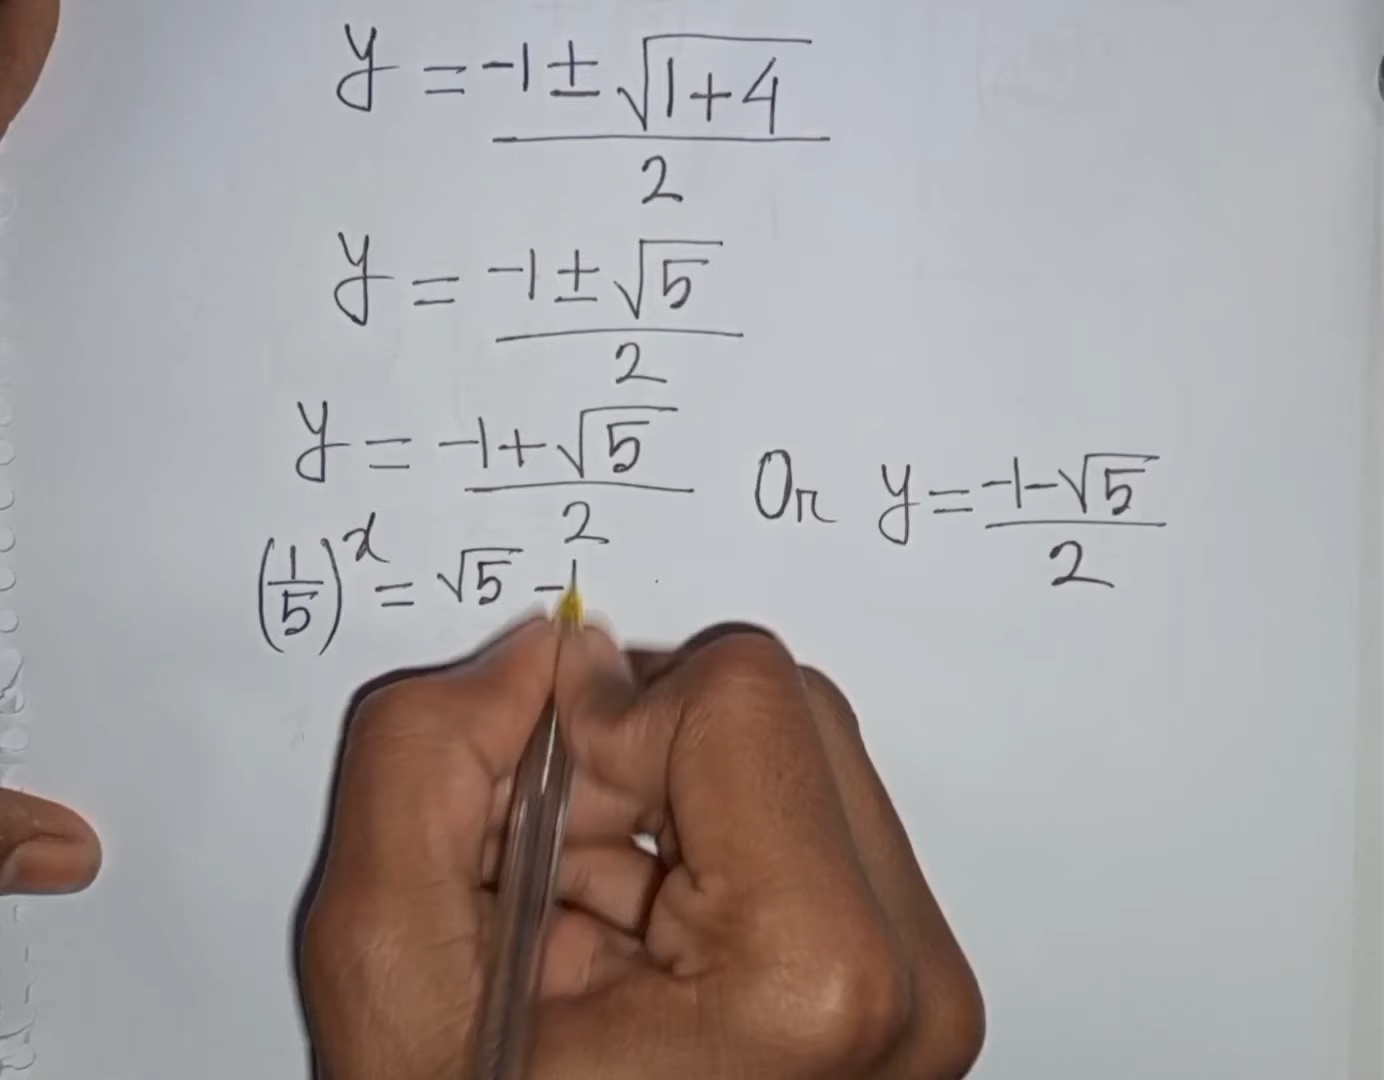 y = -1 ± √1+4 / 2
y = -1 ± √5 / 2
y = -1 + √5 / 2 Or y = -1 - √5 / 2
(1/5)^x = √5 - 1